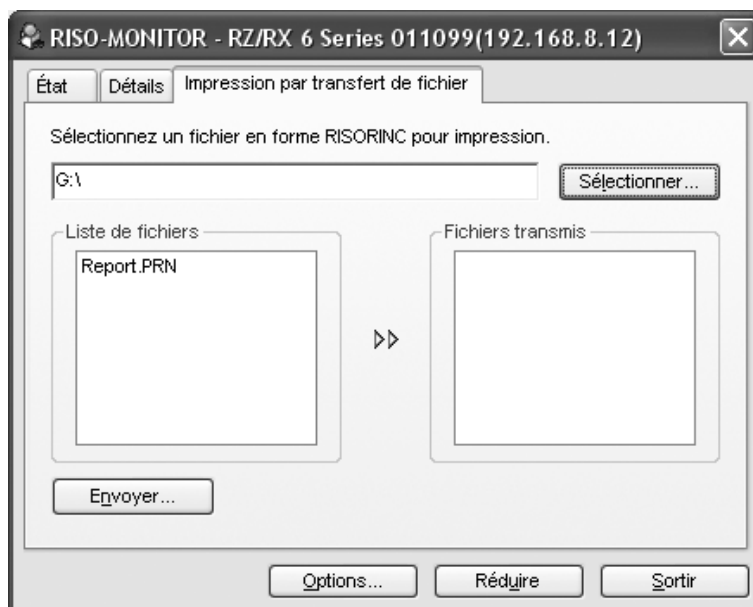 RISO-MONITOR - RZ/RX 6 Series 011099(192.168.8.12)
État Détails Impression par transfert de fichier
Sélectionnez un fichier en forme RISORINC pour impression.
G:\ Sélectionner...
Liste de fichiers Fichiers transmis
Report.PRN
Envoyer...
Options... Réduire Sortir